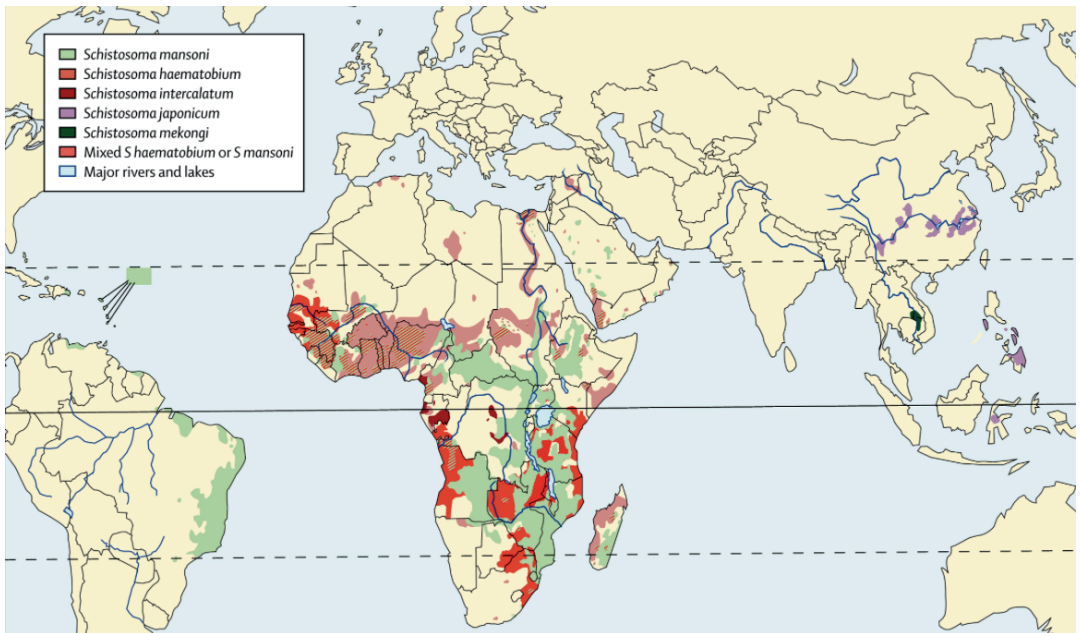 Schistosoma mansoni
Schistosoma haematobium
Schistosoma intercalatum
Schistosoma japonicum
Schistosoma mekongi
Mixed S haematobium or S mansoni
Major rivers and lakes